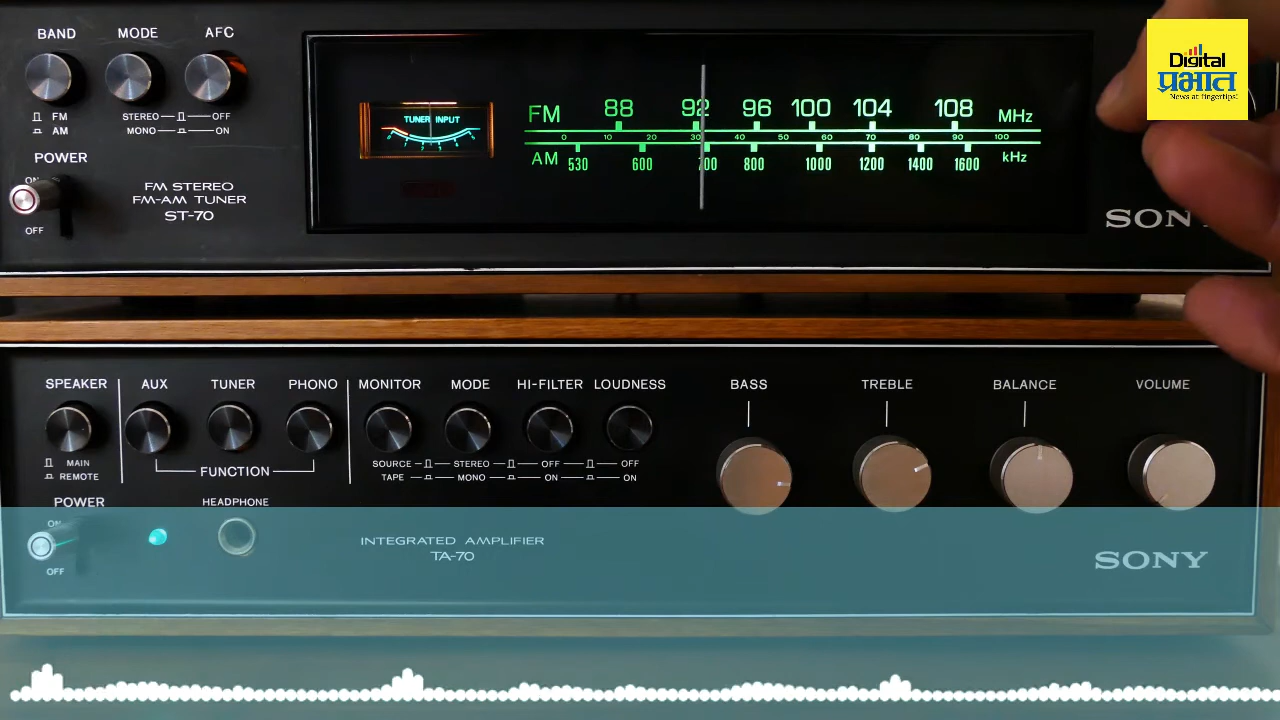 BAND MODE AFC
FM
AM
STEREO OFF
MONO ON
POWER
ON
OFF
FM STEREO
FM-AM TUNER
ST-70
TUNER INPUT
FM 88 92 96 100 104 108 MHz
0 10 20 30 40 50 60 70 80 90 100
AM 530 600 700 800 1000 1200 1400 1600 kHz
SONY
Digital
प्रभात
News at fingertips!
SPEAKER AUX TUNER PHONO MONITOR MODE HI-FILTER LOUDNESS BASS TREBLE BALANCE VOLUME
MAIN
REMOTE
FUNCTION
SOURCE STEREO OFF OFF
TAPE MONO ON ON
POWER
ON
OFF
HEADPHONE
INTEGRATED AMPLIFIER
TA-70
SONY